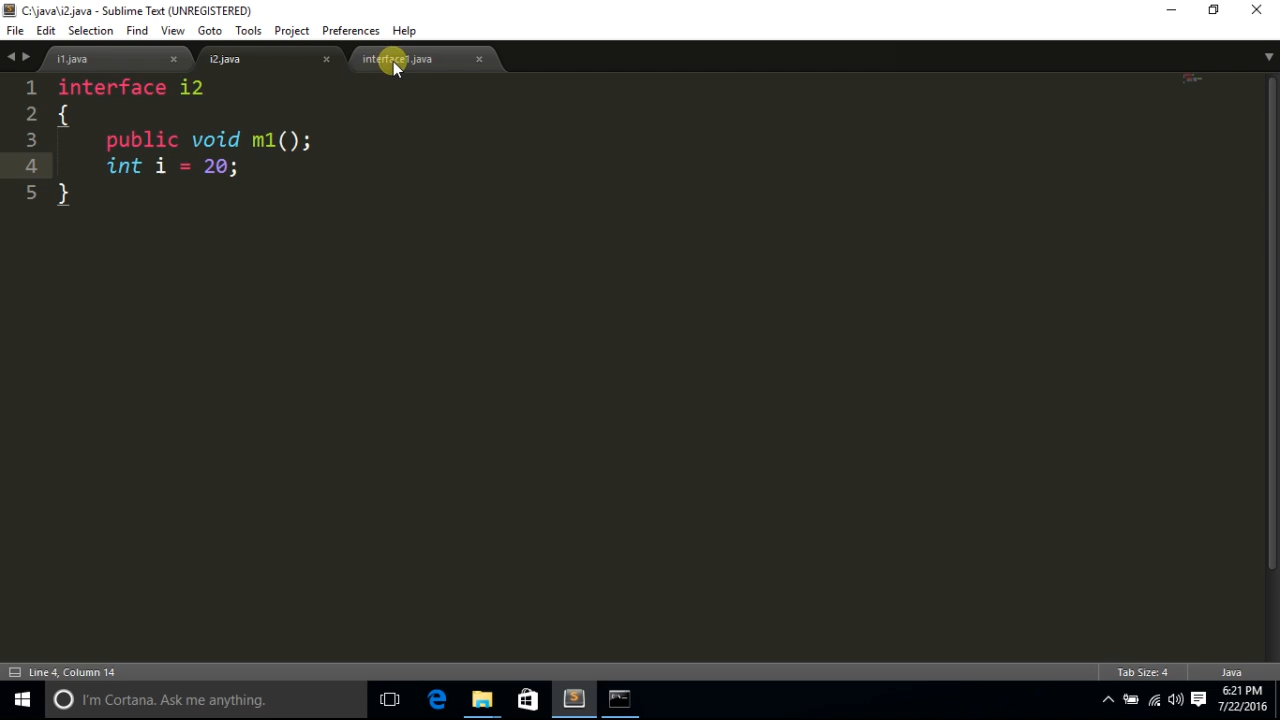 C:\java\i2.java - Sublime Text (UNREGISTERED)
File Edit Selection Find View Goto Tools Project Preferences Help
i1.java i2.java interface1.java
1 interface i2
2 {
3 public void m1();
4 int i = 20;
5 }
Line 4, Column 14 Tab Size: 4 Java
I'm Cortana. Ask me anything.
6:21 PM
7/22/2016